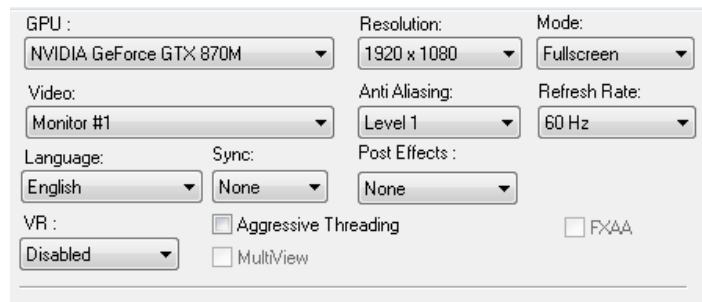 GPU : Resolution: Mode:
NVIDIA GeForce GTX 870M 1920 x 1080 Fullscreen
Video: Anti Aliasing: Refresh Rate:
Monitor #1 Level 1 60 Hz
Language: Sync: Post Effects :
English None None
VR : Aggressive Threading FXAA
Disabled MultiView